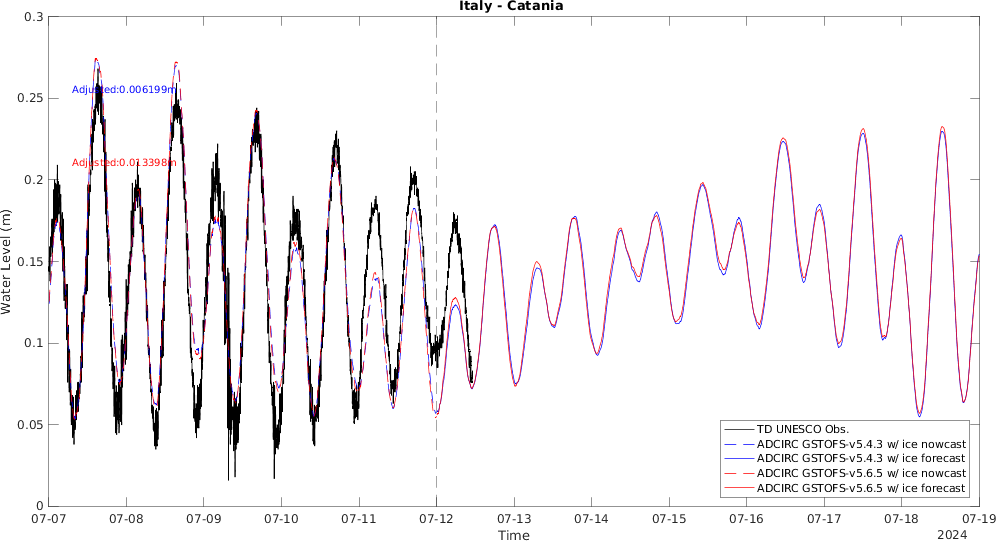 Italy - Catania
0.3
0.25
0.2
0.15
0.1
0.05
0
Water Level (m)
Adjusted:0.006199m
Adjusted:0.013398m
TD UNESCO Obs.
ADCIRC GSTOFS-v5.4.3 w/ ice nowcast
ADCIRC GSTOFS-v5.4.3 w/ ice forecast
ADCIRC GSTOFS-v5.6.5 w/ ice nowcast
ADCIRC GSTOFS-v5.6.5 w/ ice forecast
07-07 07-08 07-09 07-10 07-11 07-12 07-13 07-14 07-15 07-16 07-17 07-18 07-19
Time
2024